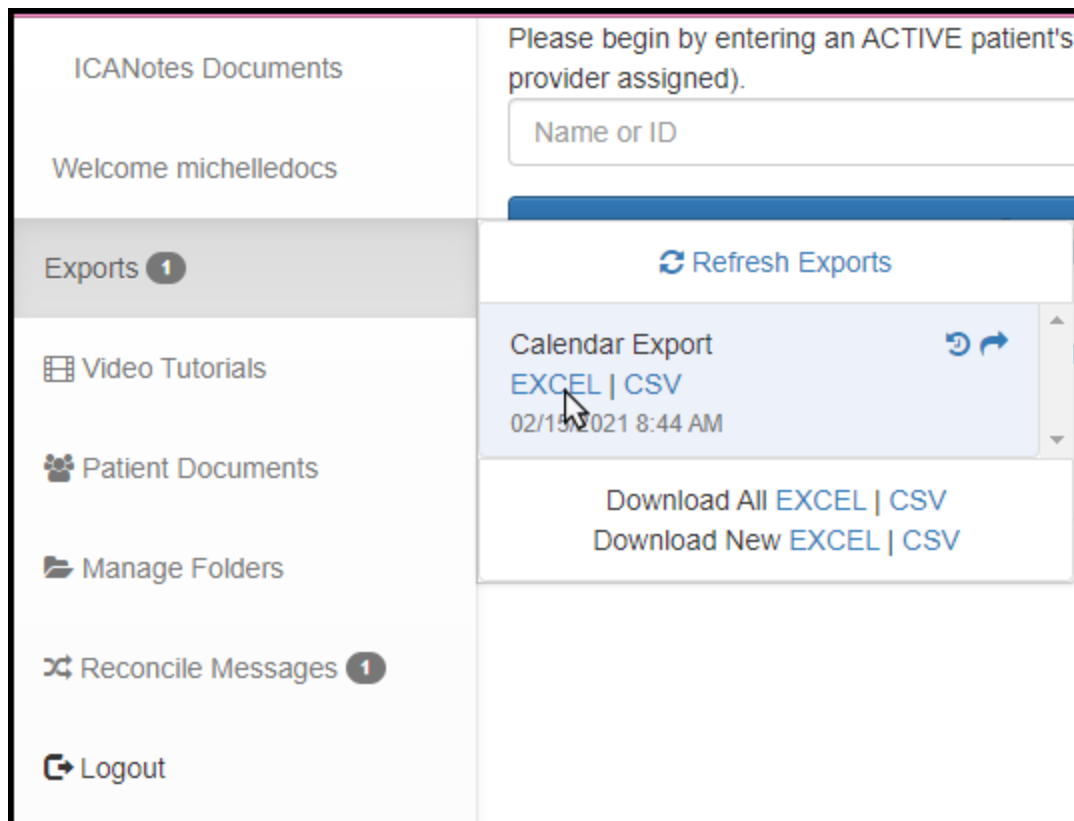 ICANotes Documents
Welcome michelledocs
Exports 1
Video Tutorials
Patient Documents
Manage Folders
Reconcile Messages 1
Logout
Please begin by entering an ACTIVE patient's
provider assigned).
Name or ID
Refresh Exports
Calendar Export
EXCEL | CSV
02/15/2021 8:44 AM
Download All EXCEL | CSV
Download New EXCEL | CSV